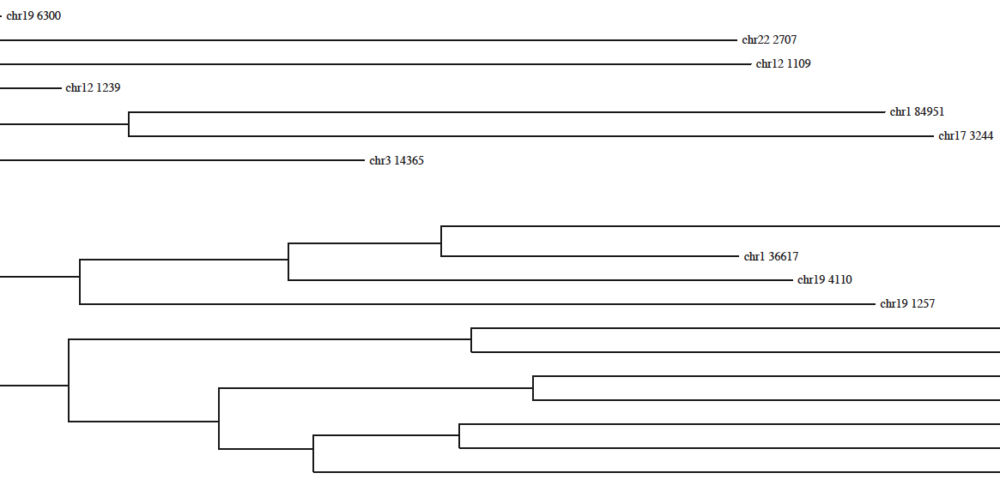 chr19 6300
chr22 2707
chr12 1109
chr12 1239
chr1 84951
chr17 3244
chr3 14365
chr1 36617
chr19 4110
chr19 1257